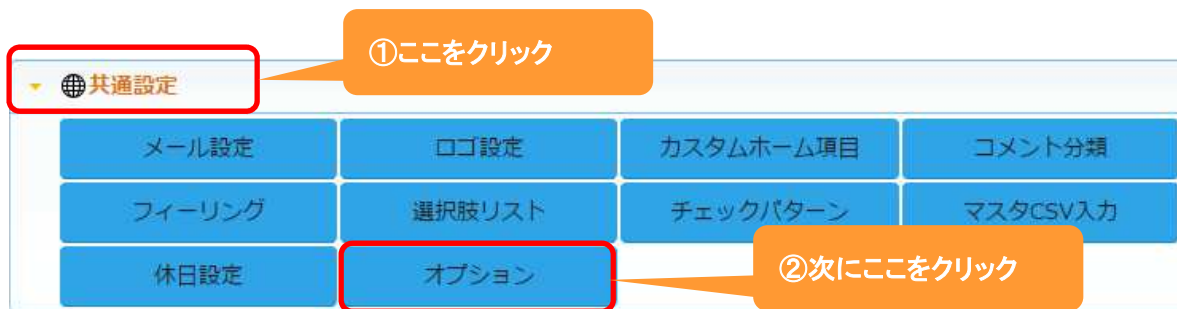 ①ここをクリック
共通設定
メール設定
ロゴ設定
カスタムホーム項目
コメント分類
フィーリング
選択肢リスト
チェックパターン
マスタCSV入力
休日設定
オプション
②次にここをクリック